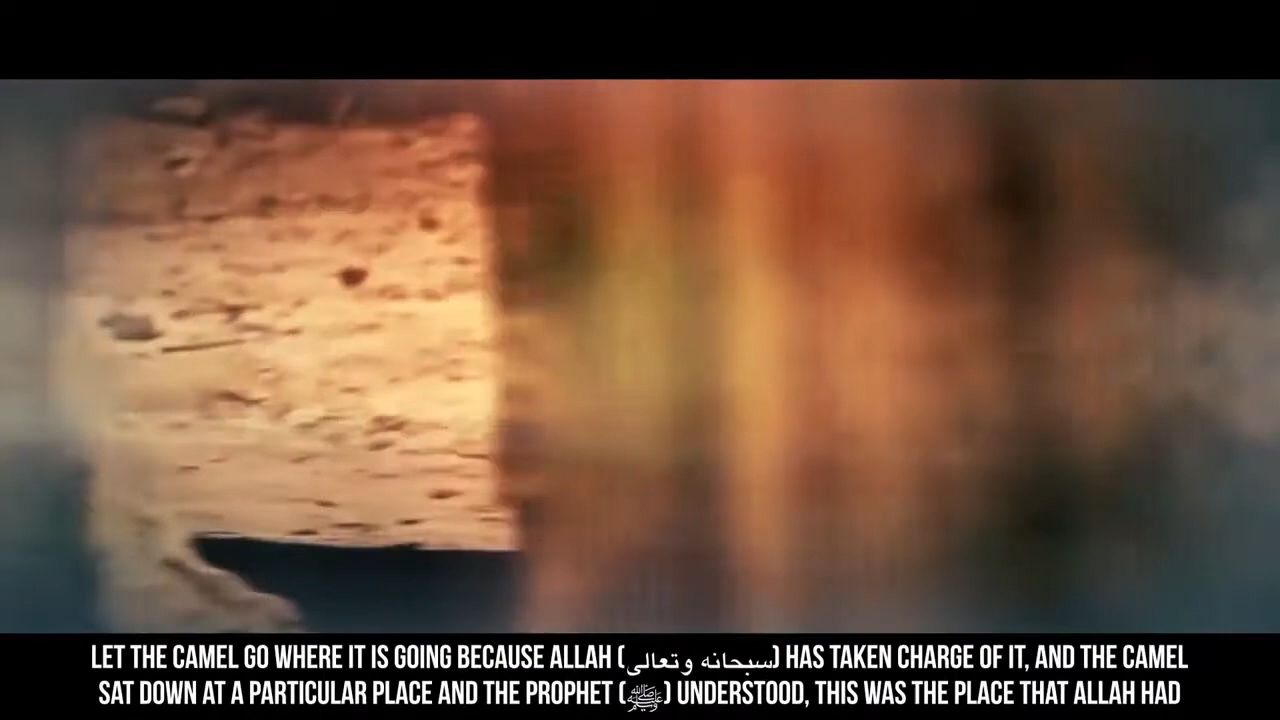 LET THE CAMEL GO WHERE IT IS GOING BECAUSE ALLAH (سبحانه وتعالى) HAS TAKEN CHARGE OF IT, AND THE CAMEL
SAT DOWN AT A PARTICULAR PLACE AND THE PROPHET (ﷺ) UNDERSTOOD, THIS WAS THE PLACE THAT ALLAH HAD